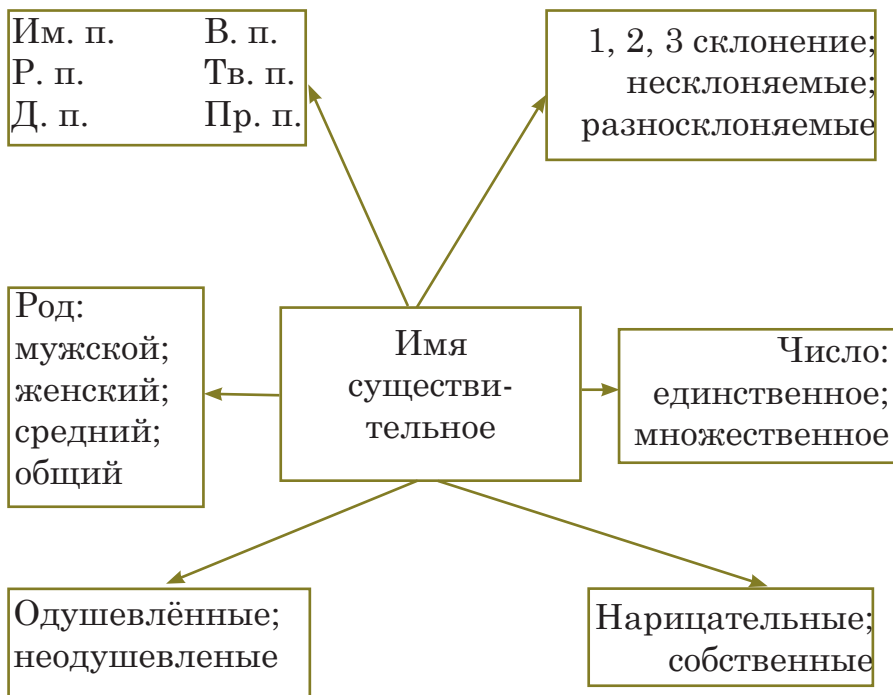 Им. п. В. п.
Р. п. Тв. п.
Д. п. Пр. п.
1, 2, 3 склонение;
несклоняемые;
разносклоняемые
Род:
мужской;
женский;
средний;
общий
Имя
существи-
тельное
Число:
единственное;
множественное
Одушевлённые;
неодушевленые
Нарицательные;
собственные